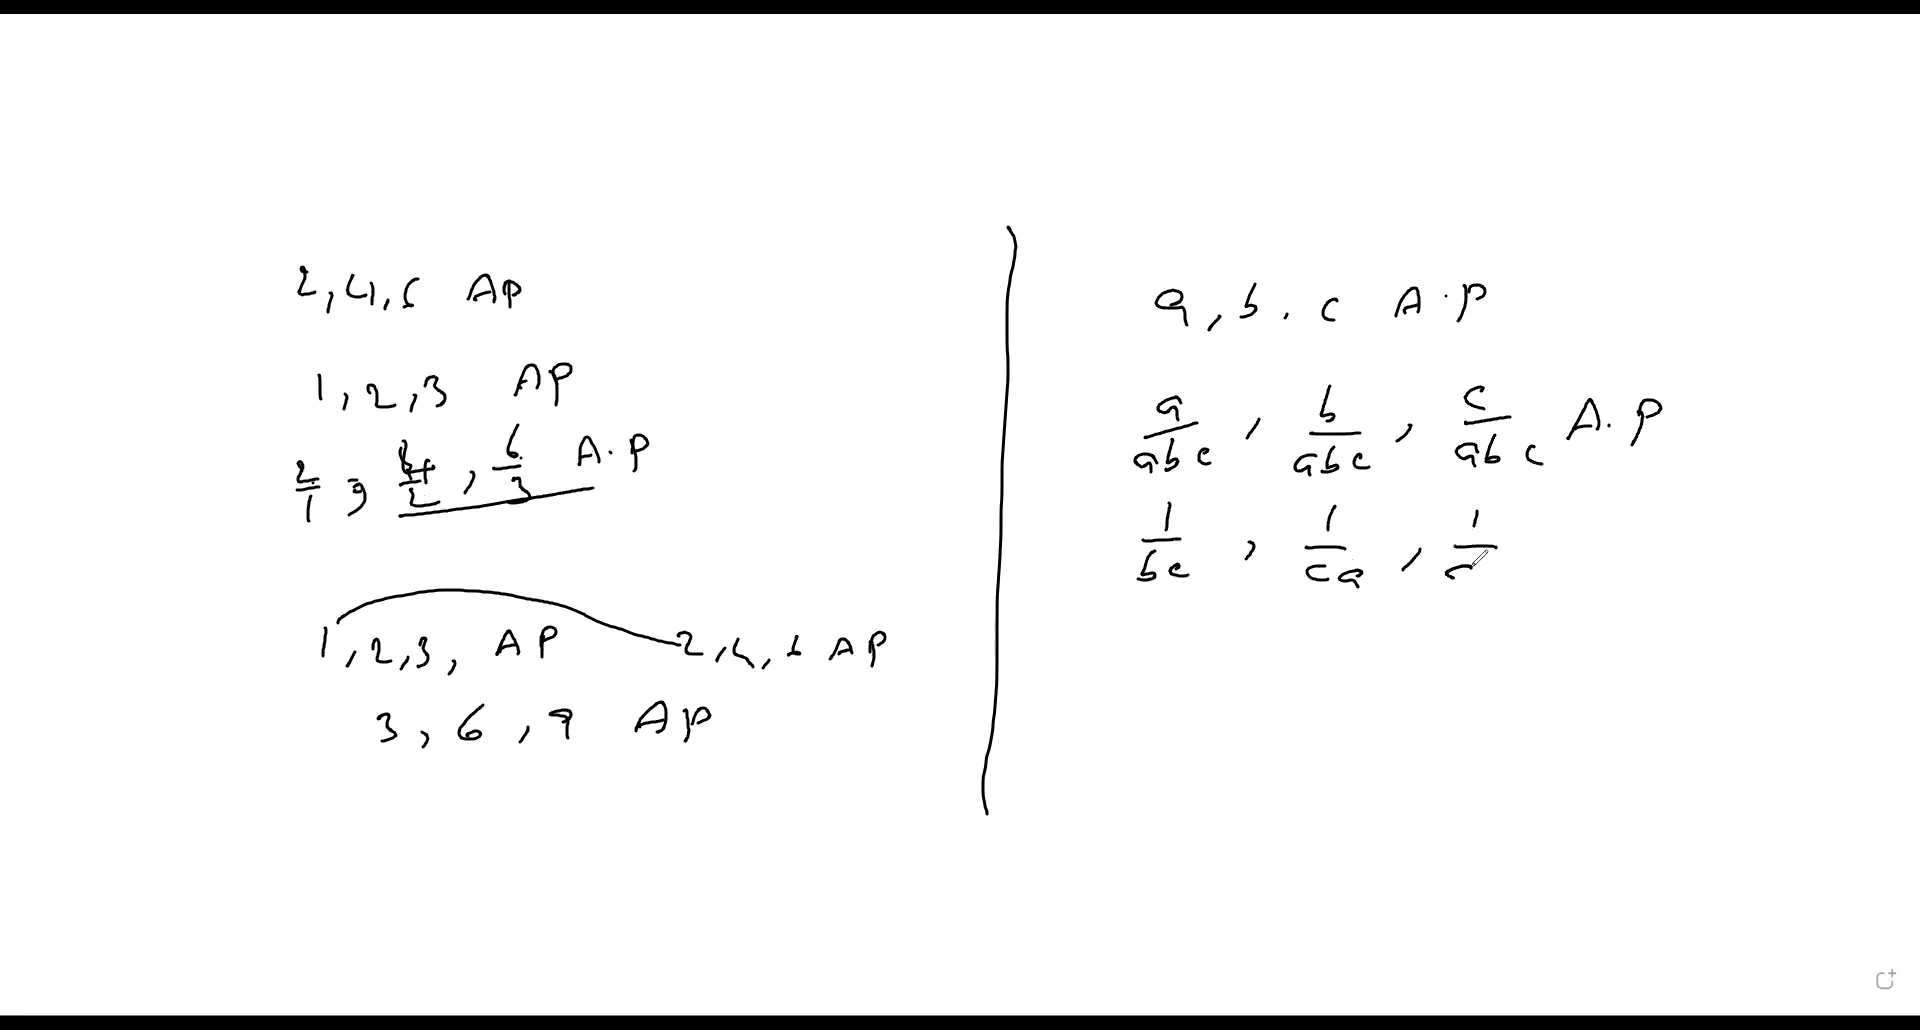 2, 4, 6 AP
1, 2, 3 AP
2/1, 4/2, 6/3 A.P
1, 2, 3, AP 2, 4, 6 AP
3, 6, 9 AP
a, b, c A.P
a/abc, b/abc, c/abc A.P
1/bc, 1/ca, 1/